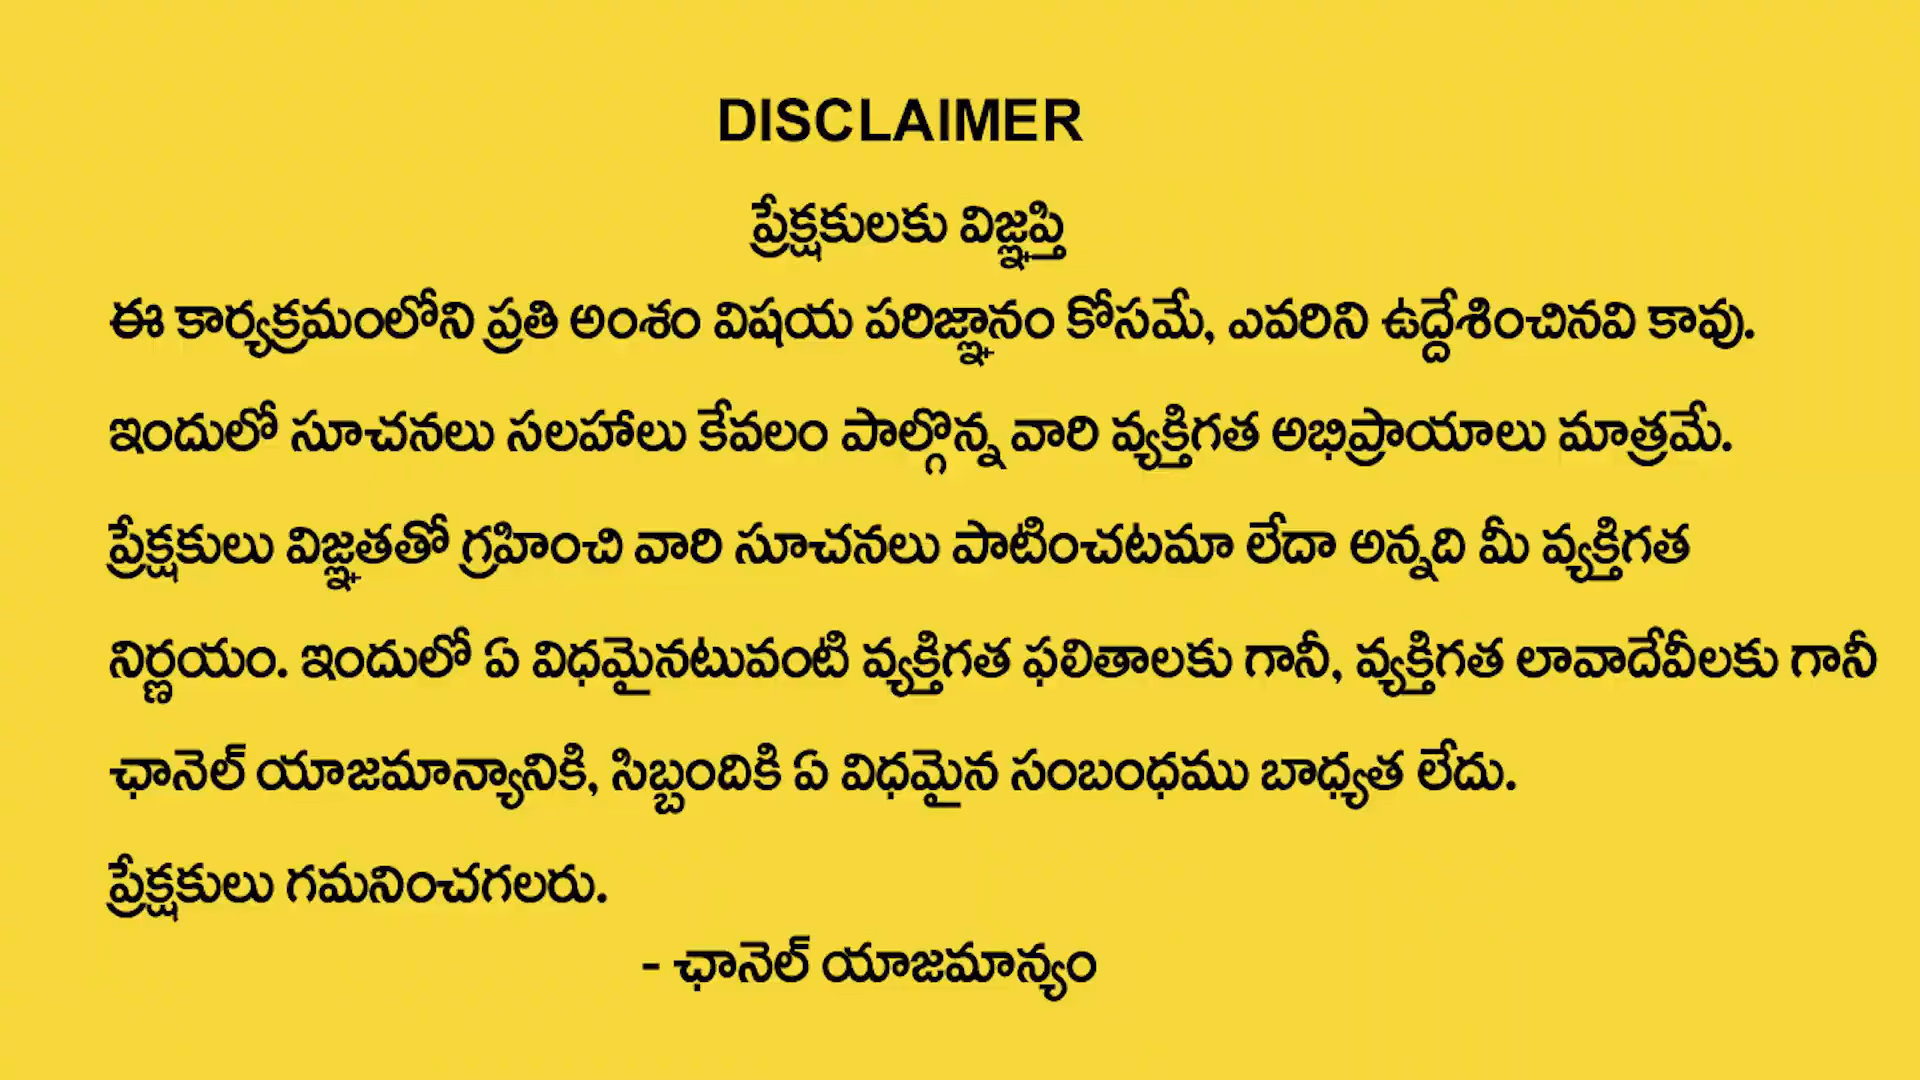 DISCLAIMER
ప్రేక్షకులకు విజ్ఞప్తి
ఈ కార్యక్రమంలోని ప్రతి అంశం విషయ పరిజ్ఞానం కోసమే, ఎవరిని ఉద్దేశించినవి కావు.
ఇందులో సూచనలు సలహాలు కేవలం పాల్గొన్న వారి వ్యక్తిగత అభిప్రాయాలు మాత్రమే.
ప్రేక్షకులు విజ్ఞతతో గ్రహించి వారి సూచనలు పాటించటమా లేదా అన్నది మీ వ్యక్తిగత
నిర్ణయం. ఇందులో ఏ విధమైనటువంటి వ్యక్తిగత ఫలితాలకు గానీ, వ్యక్తిగత లావాదేవీలకు గానీ
ఛానెల్ యాజమాన్యానికి, సిబ్బందికి ఏ విధమైన సంబంధము బాధ్యత లేదు.
ప్రేక్షకులు గమనించగలరు.
- ఛానెల్ యాజమాన్యం